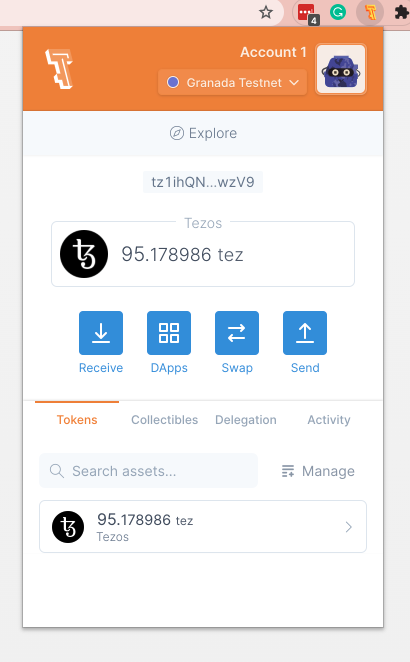 4
Account 1
Granada Testnet
Explore
tz1ihQN...wzV9
Tezos
95.178986 tez
Receive
DApps
Swap
Send
Tokens
Collectibles
Delegation
Activity
Search assets...
Manage
95.178986 tez
Tezos